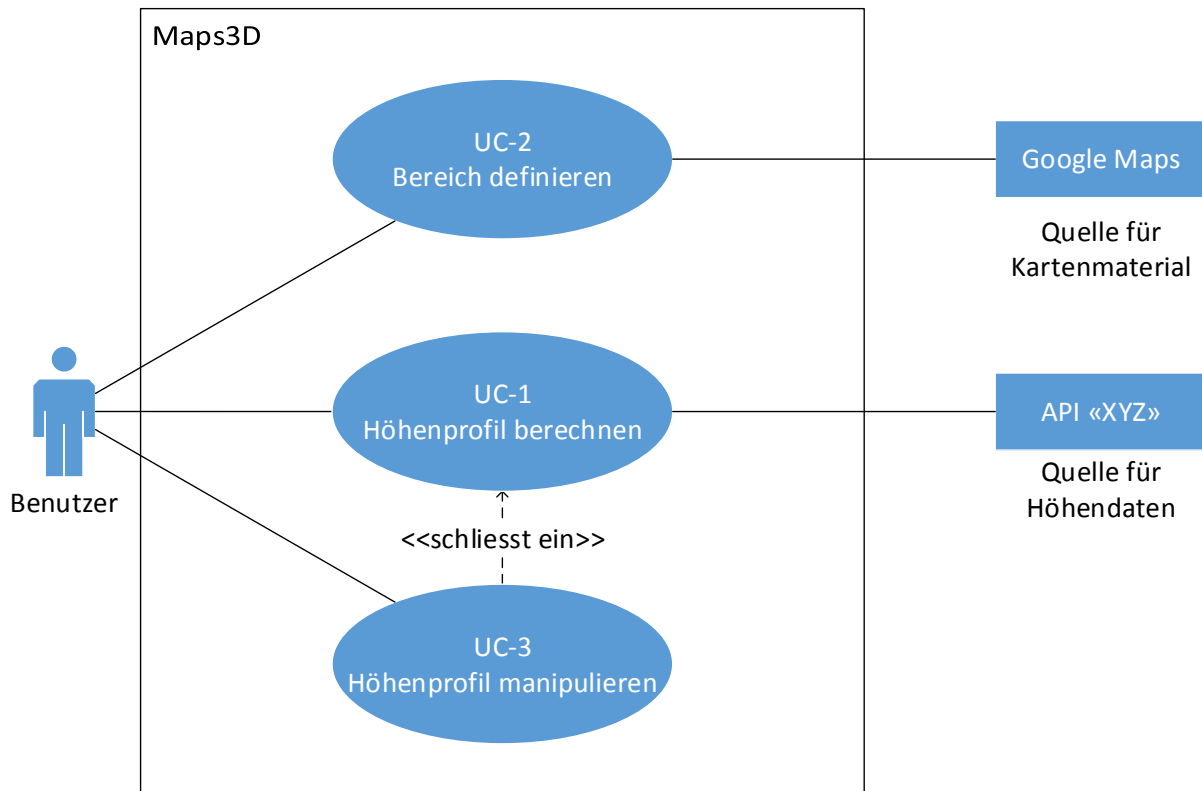 Maps3D
UC-2
Bereich definieren
Google Maps
Quelle für
Kartenmaterial
UC-1
Höhenprofil berechnen
API «XYZ»
Quelle für
Höhendaten
Benutzer
<<schliesst ein>>
UC-3
Höhenprofil manipulieren